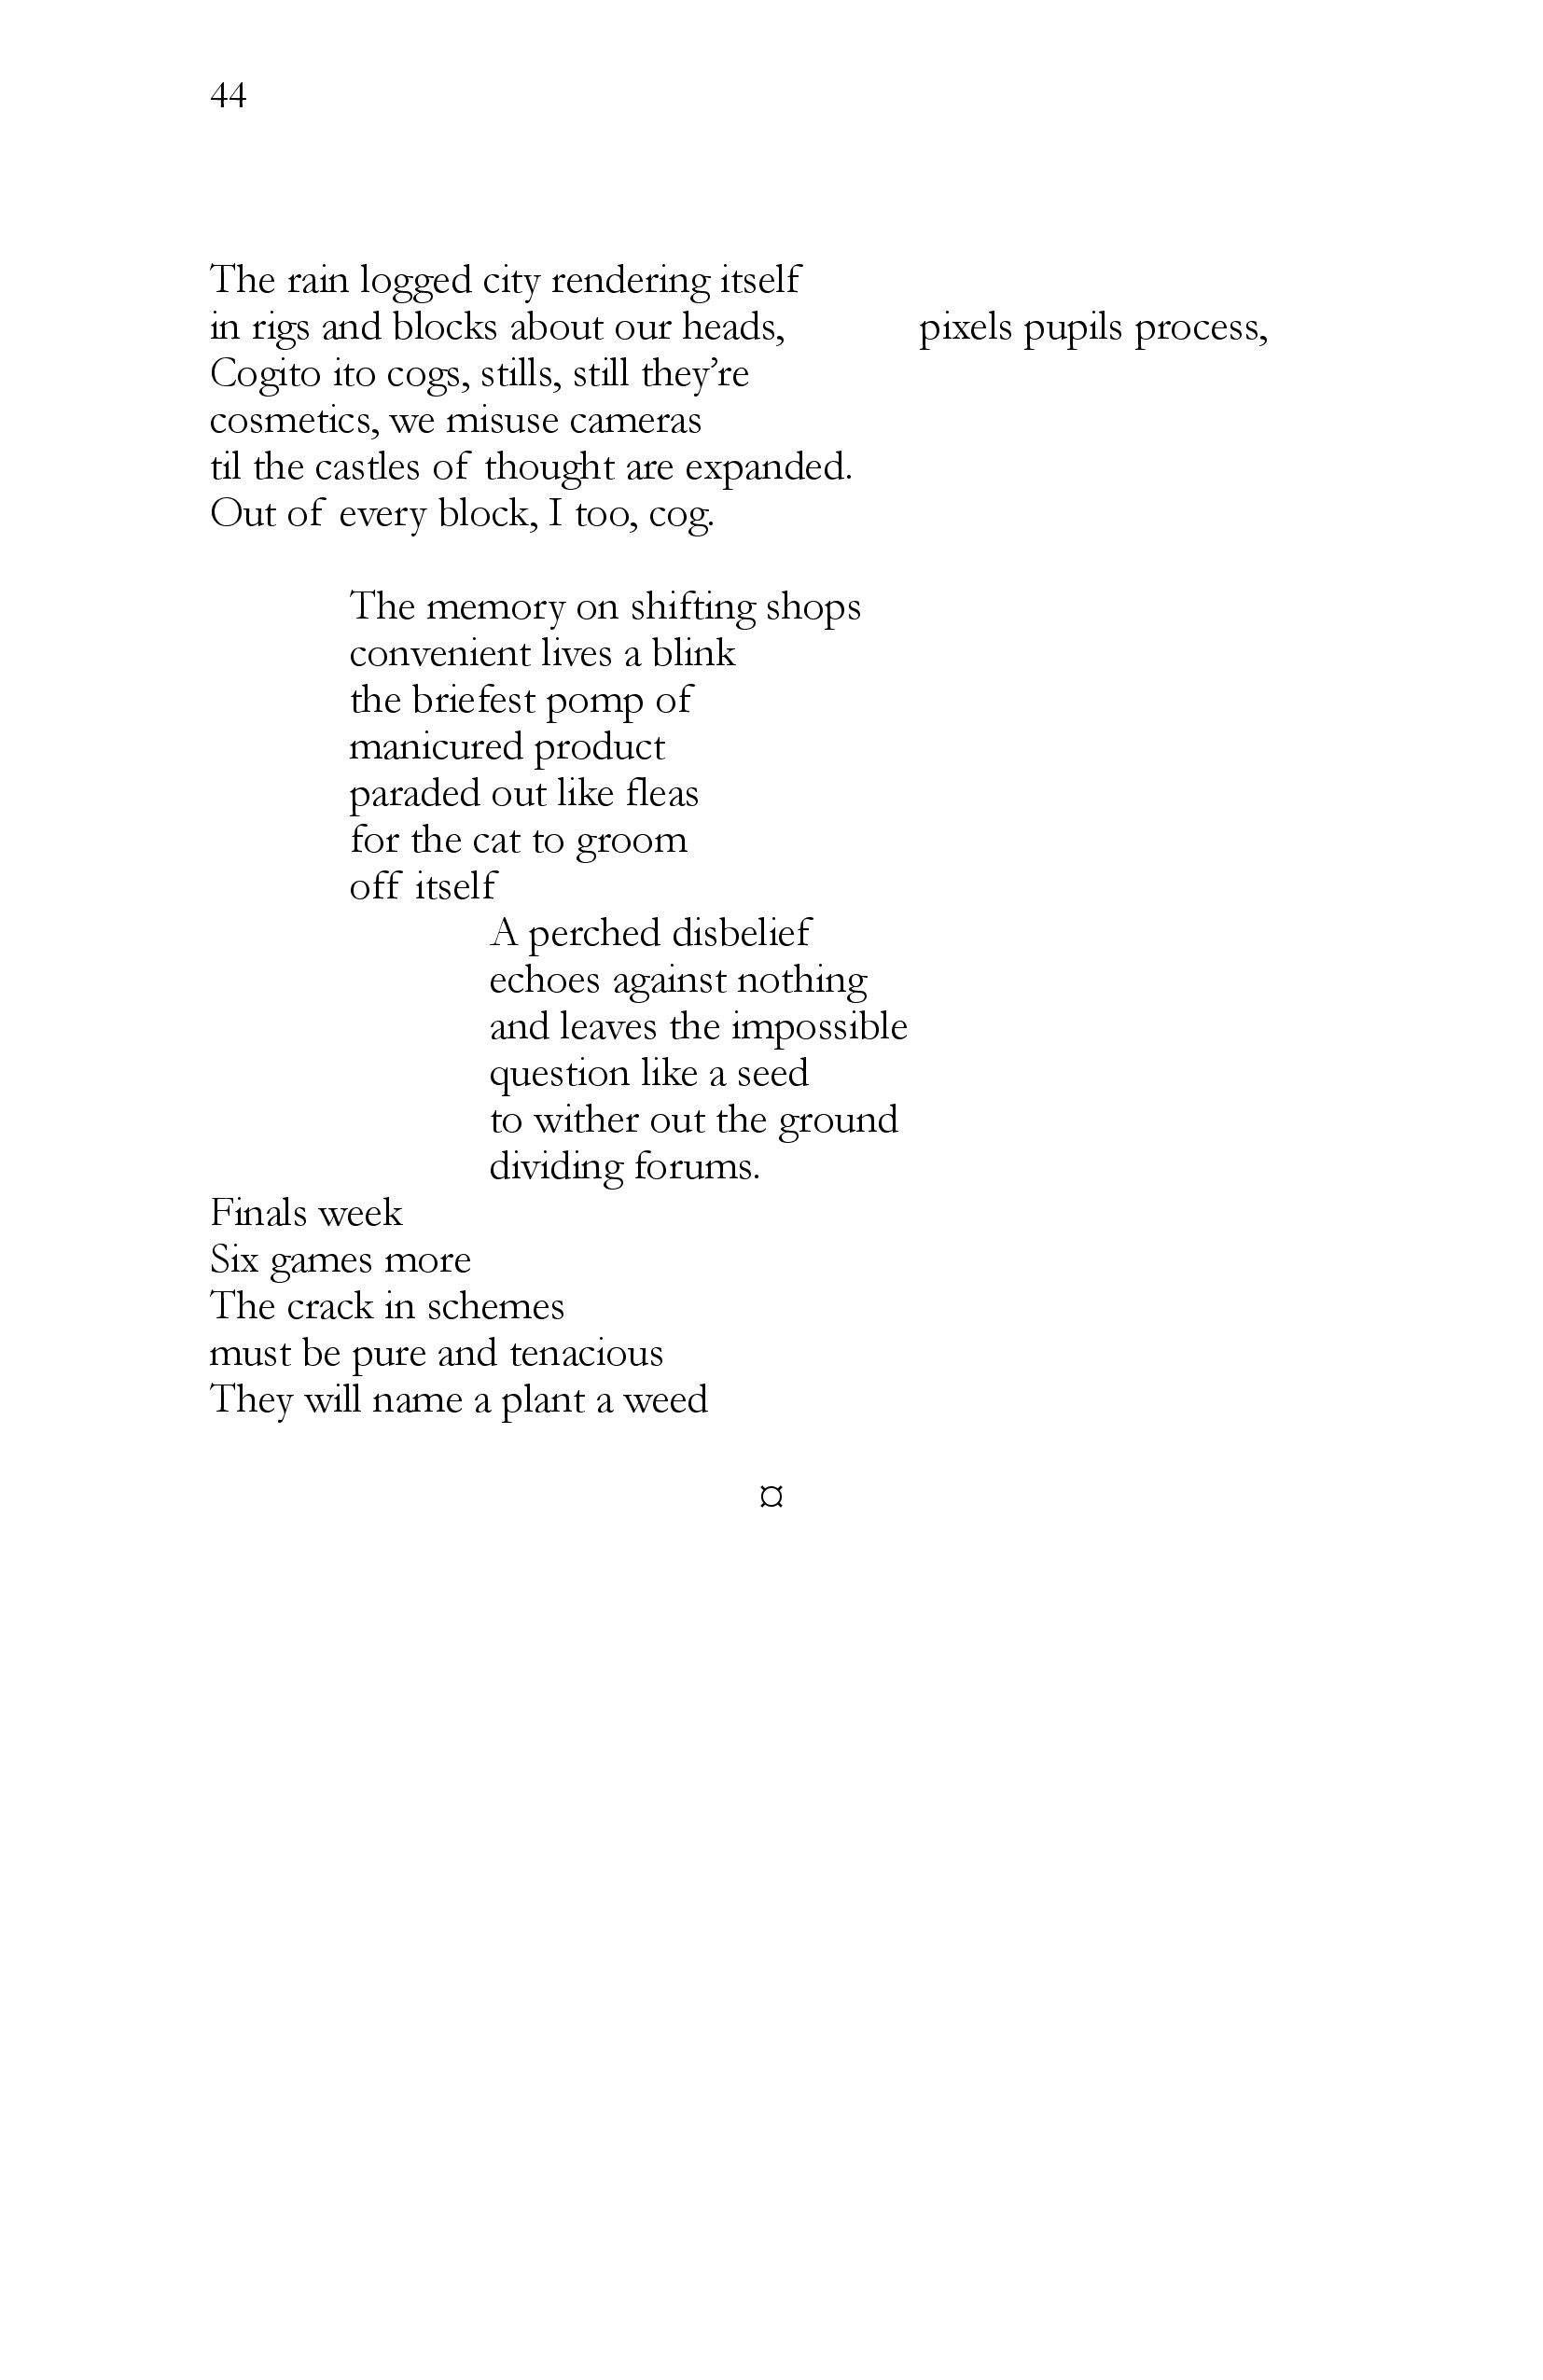 44
The rain logged city rendering itself
in rigs and blocks about our heads, pixels pupils process,
Cogito ito cogs, stills, still they’re
cosmetics, we misuse cameras
til the castles of thought are expanded.
Out of every block, I too, cog.
The memory on shifting shops
convenient lives a blink
the briefest pomp of
manicured product
paraded out like fleas
for the cat to groom
off itself
A perched disbelief
echoes against nothing
and leaves the impossible
question like a seed
to wither out the ground
dividing forums.
Finals week
Six games more
The crack in schemes
must be pure and tenacious
They will name a plant a weed
¤